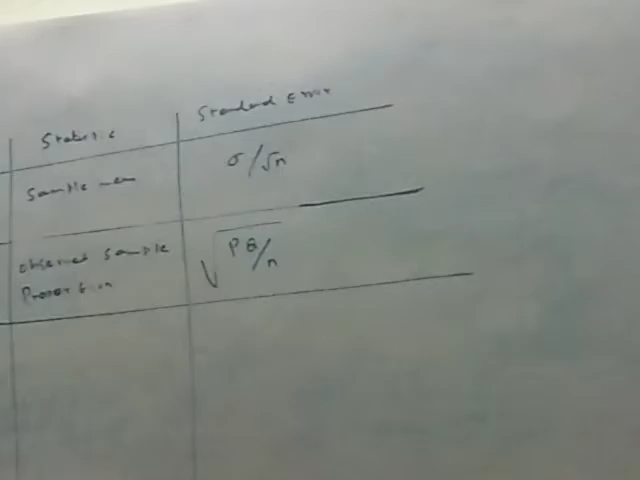 Statistic
Standard Error
Sample mean
σ/√n
observed sample
Proportion
√PQ/n